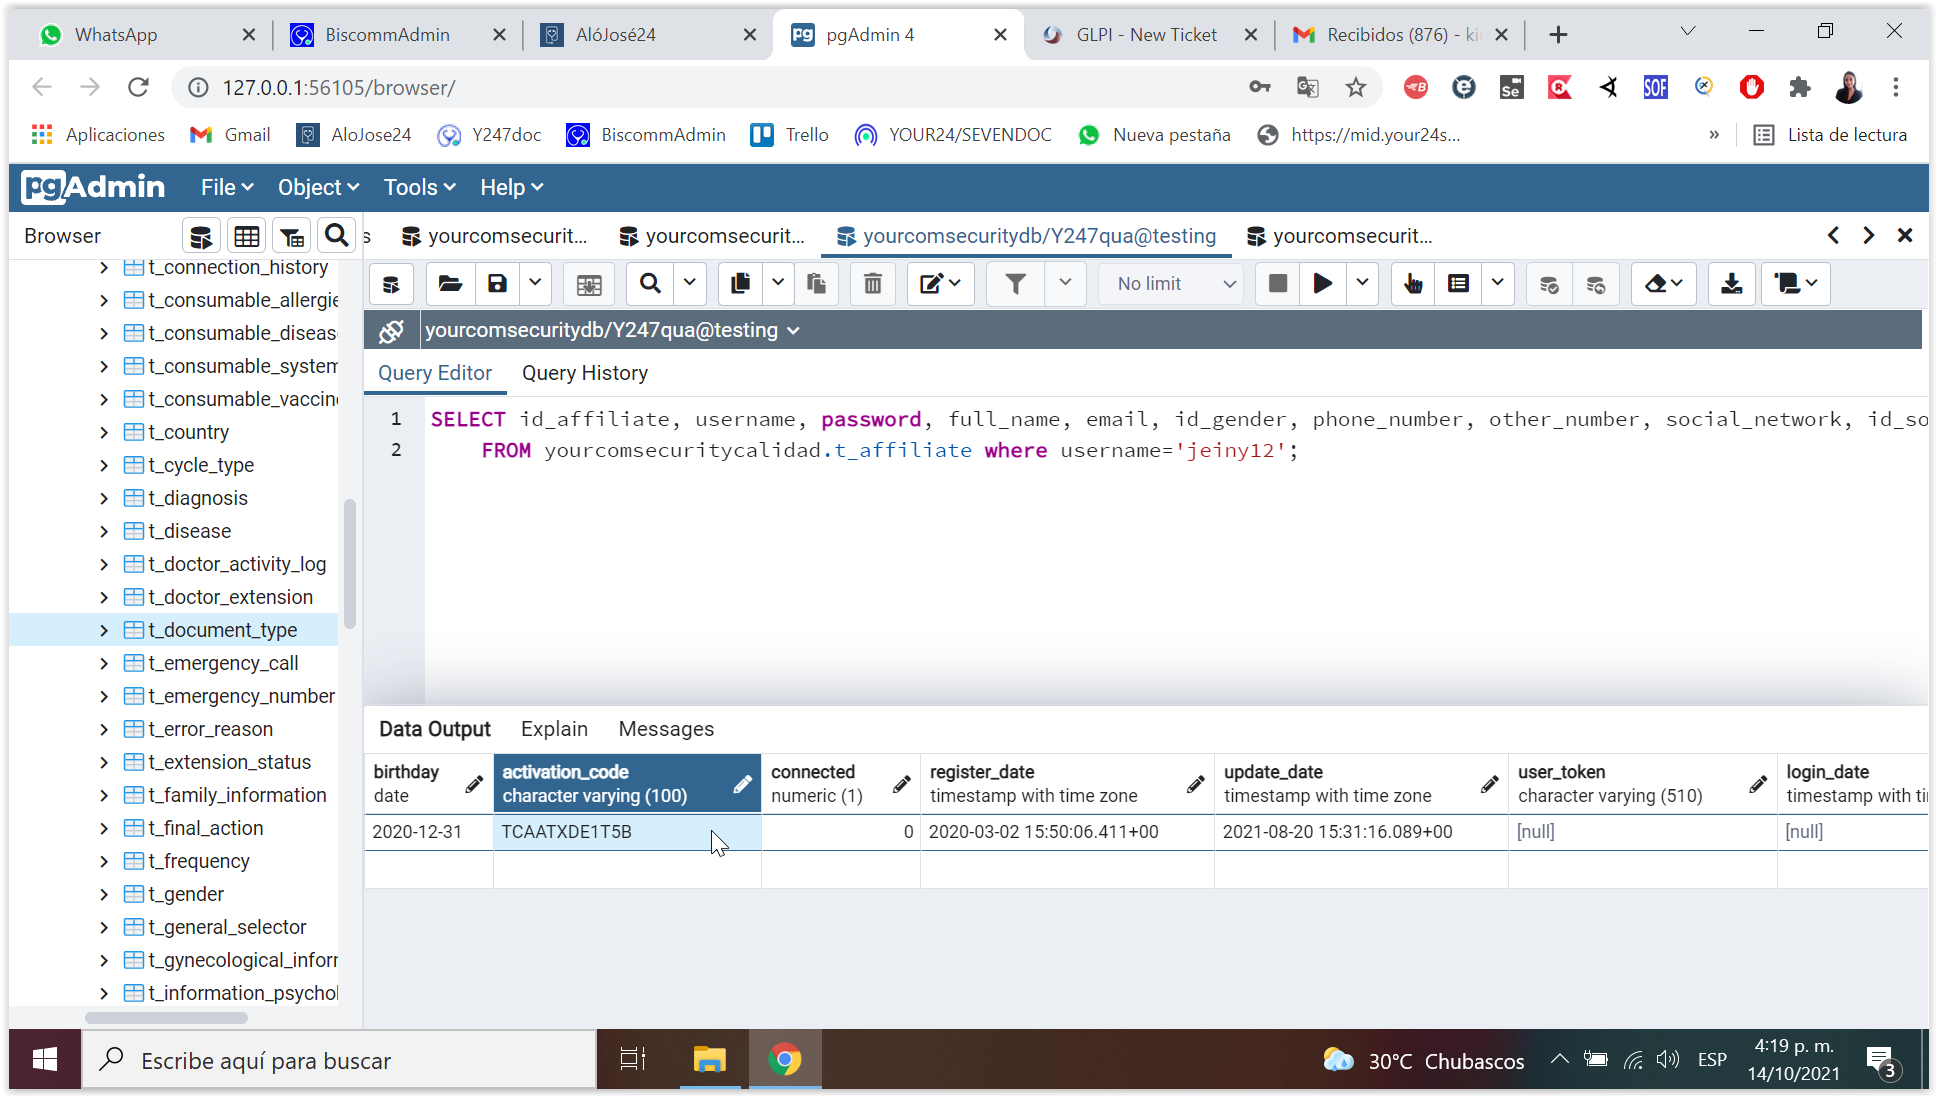 WhatsApp
BiscommAdmin
AlóJosé24
pgAdmin 4
GLPI - New Ticket
Recibidos (876) - ki
127.0.0.1:56105/browser/
Aplicaciones
Gmail
AloJose24
Y247doc
BiscommAdmin
Trello
YOUR24/SEVENDOC
Nueva pestaña
https://mid.your24s...
»
Lista de lectura
pgAdmin
File
Object
Tools
Help
Browser
s
yourcomsecurit...
yourcomsecurit...
yourcomsecuritydb/Y247qua@testing
yourcomsecurit...
No limit
yourcomsecuritydb/Y247qua@testing
Query Editor
Query History
1 SELECT id_affiliate, username, password, full_name, email, id_gender, phone_number, other_number, social_network, id_so
2 FROM yourcomsecuritycalidad.t_affiliate where username='jeiny12';
t_connection_history
t_consumable_allergie
t_consumable_diseas
t_consumable_system
t_consumable_vaccin
t_country
t_cycle_type
t_diagnosis
t_disease
t_doctor_activity_log
t_doctor_extension
t_document_type
t_emergency_call
t_emergency_number
t_error_reason
t_extension_status
t_family_information
t_final_action
t_frequency
t_gender
t_general_selector
t_gynecological_inforr
t_information_psychol
Data Output
Explain
Messages
birthday
date
activation_code
character varying (100)
connected
numeric (1)
register_date
timestamp with time zone
update_date
timestamp with time zone
user_token
character varying (510)
login_date
timestamp with ti
2020-12-31
TCAATXDE1T5B
0
2020-03-02 15:50:06.411+00
2021-08-20 15:31:16.089+00
[null]
[null]
Escribe aquí para buscar
30°C Chubascos
ESP
4:19 p. m.
14/10/2021
3